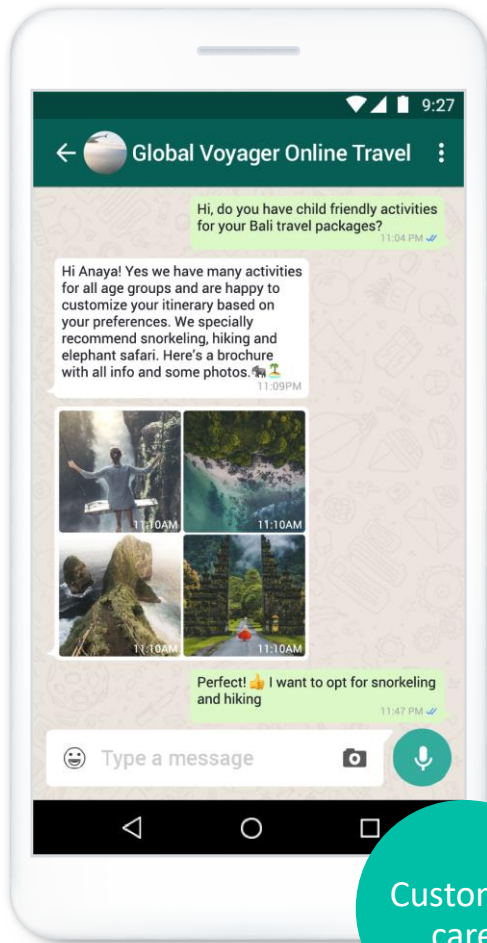 9:27
Global Voyager Online Travel
Hi, do you have child friendly activities
for your Bali travel packages?
11:04 PM
Hi Anaya! Yes we have many activities
for all age groups and are happy to
customize your itinerary based on
your preferences. We specially
recommend snorkeling, hiking and
elephant safari. Here's a brochure
with all info and some photos.🐘🏝️
11:09PM
11:10AM
11:10AM
11:10AM
11:10AM
Perfect! 👍 I want to opt for snorkeling
and hiking
11:47 PM
Type a message
Custom
care